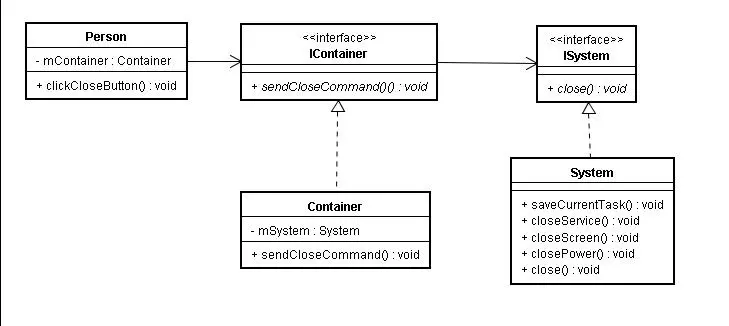 Person
- mContainer : Container
+ clickCloseButton() : void
<<interface>>
IContainer
+ sendCloseCommand()() : void
<<interface>>
ISystem
+ close() : void
Container
- mSystem : System
+ sendCloseCommand() : void
System
+ saveCurrentTask() : void
+ closeService() : void
+ closeScreen() : void
+ closePower() : void
+ close() : void